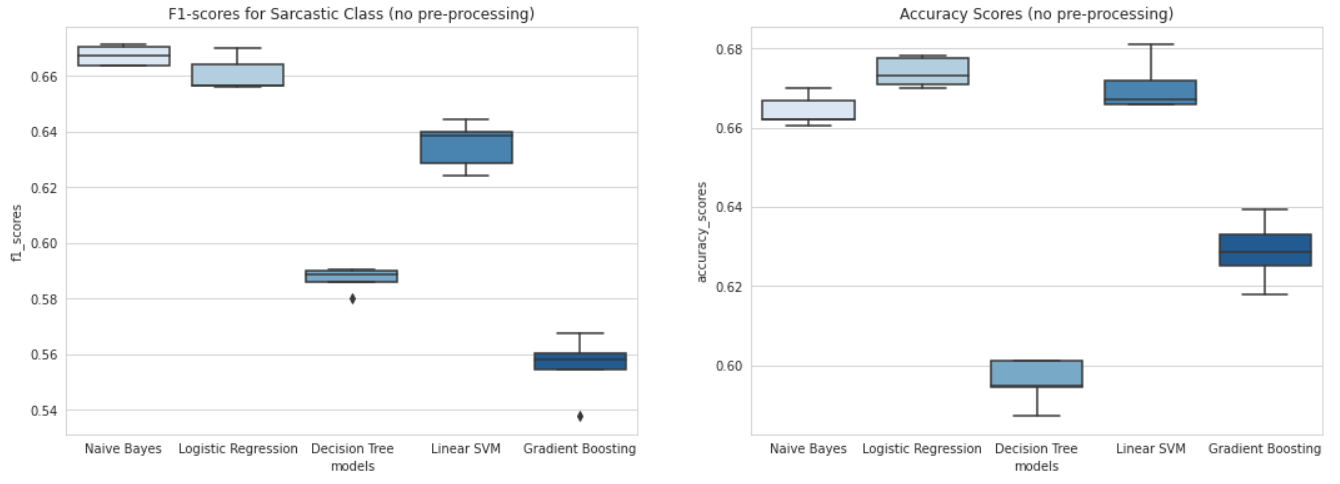 F1-scores for Sarcastic Class (no pre-processing)
f1_scores
0.66
0.64
0.62
0.60
0.58
0.56
0.54
Naive Bayes Logistic Regression Decision Tree Linear SVM Gradient Boosting
models
Accuracy Scores (no pre-processing)
accuracy_scores
0.68
0.66
0.64
0.62
0.60
Naive Bayes Logistic Regression Decision Tree Linear SVM Gradient Boosting
models